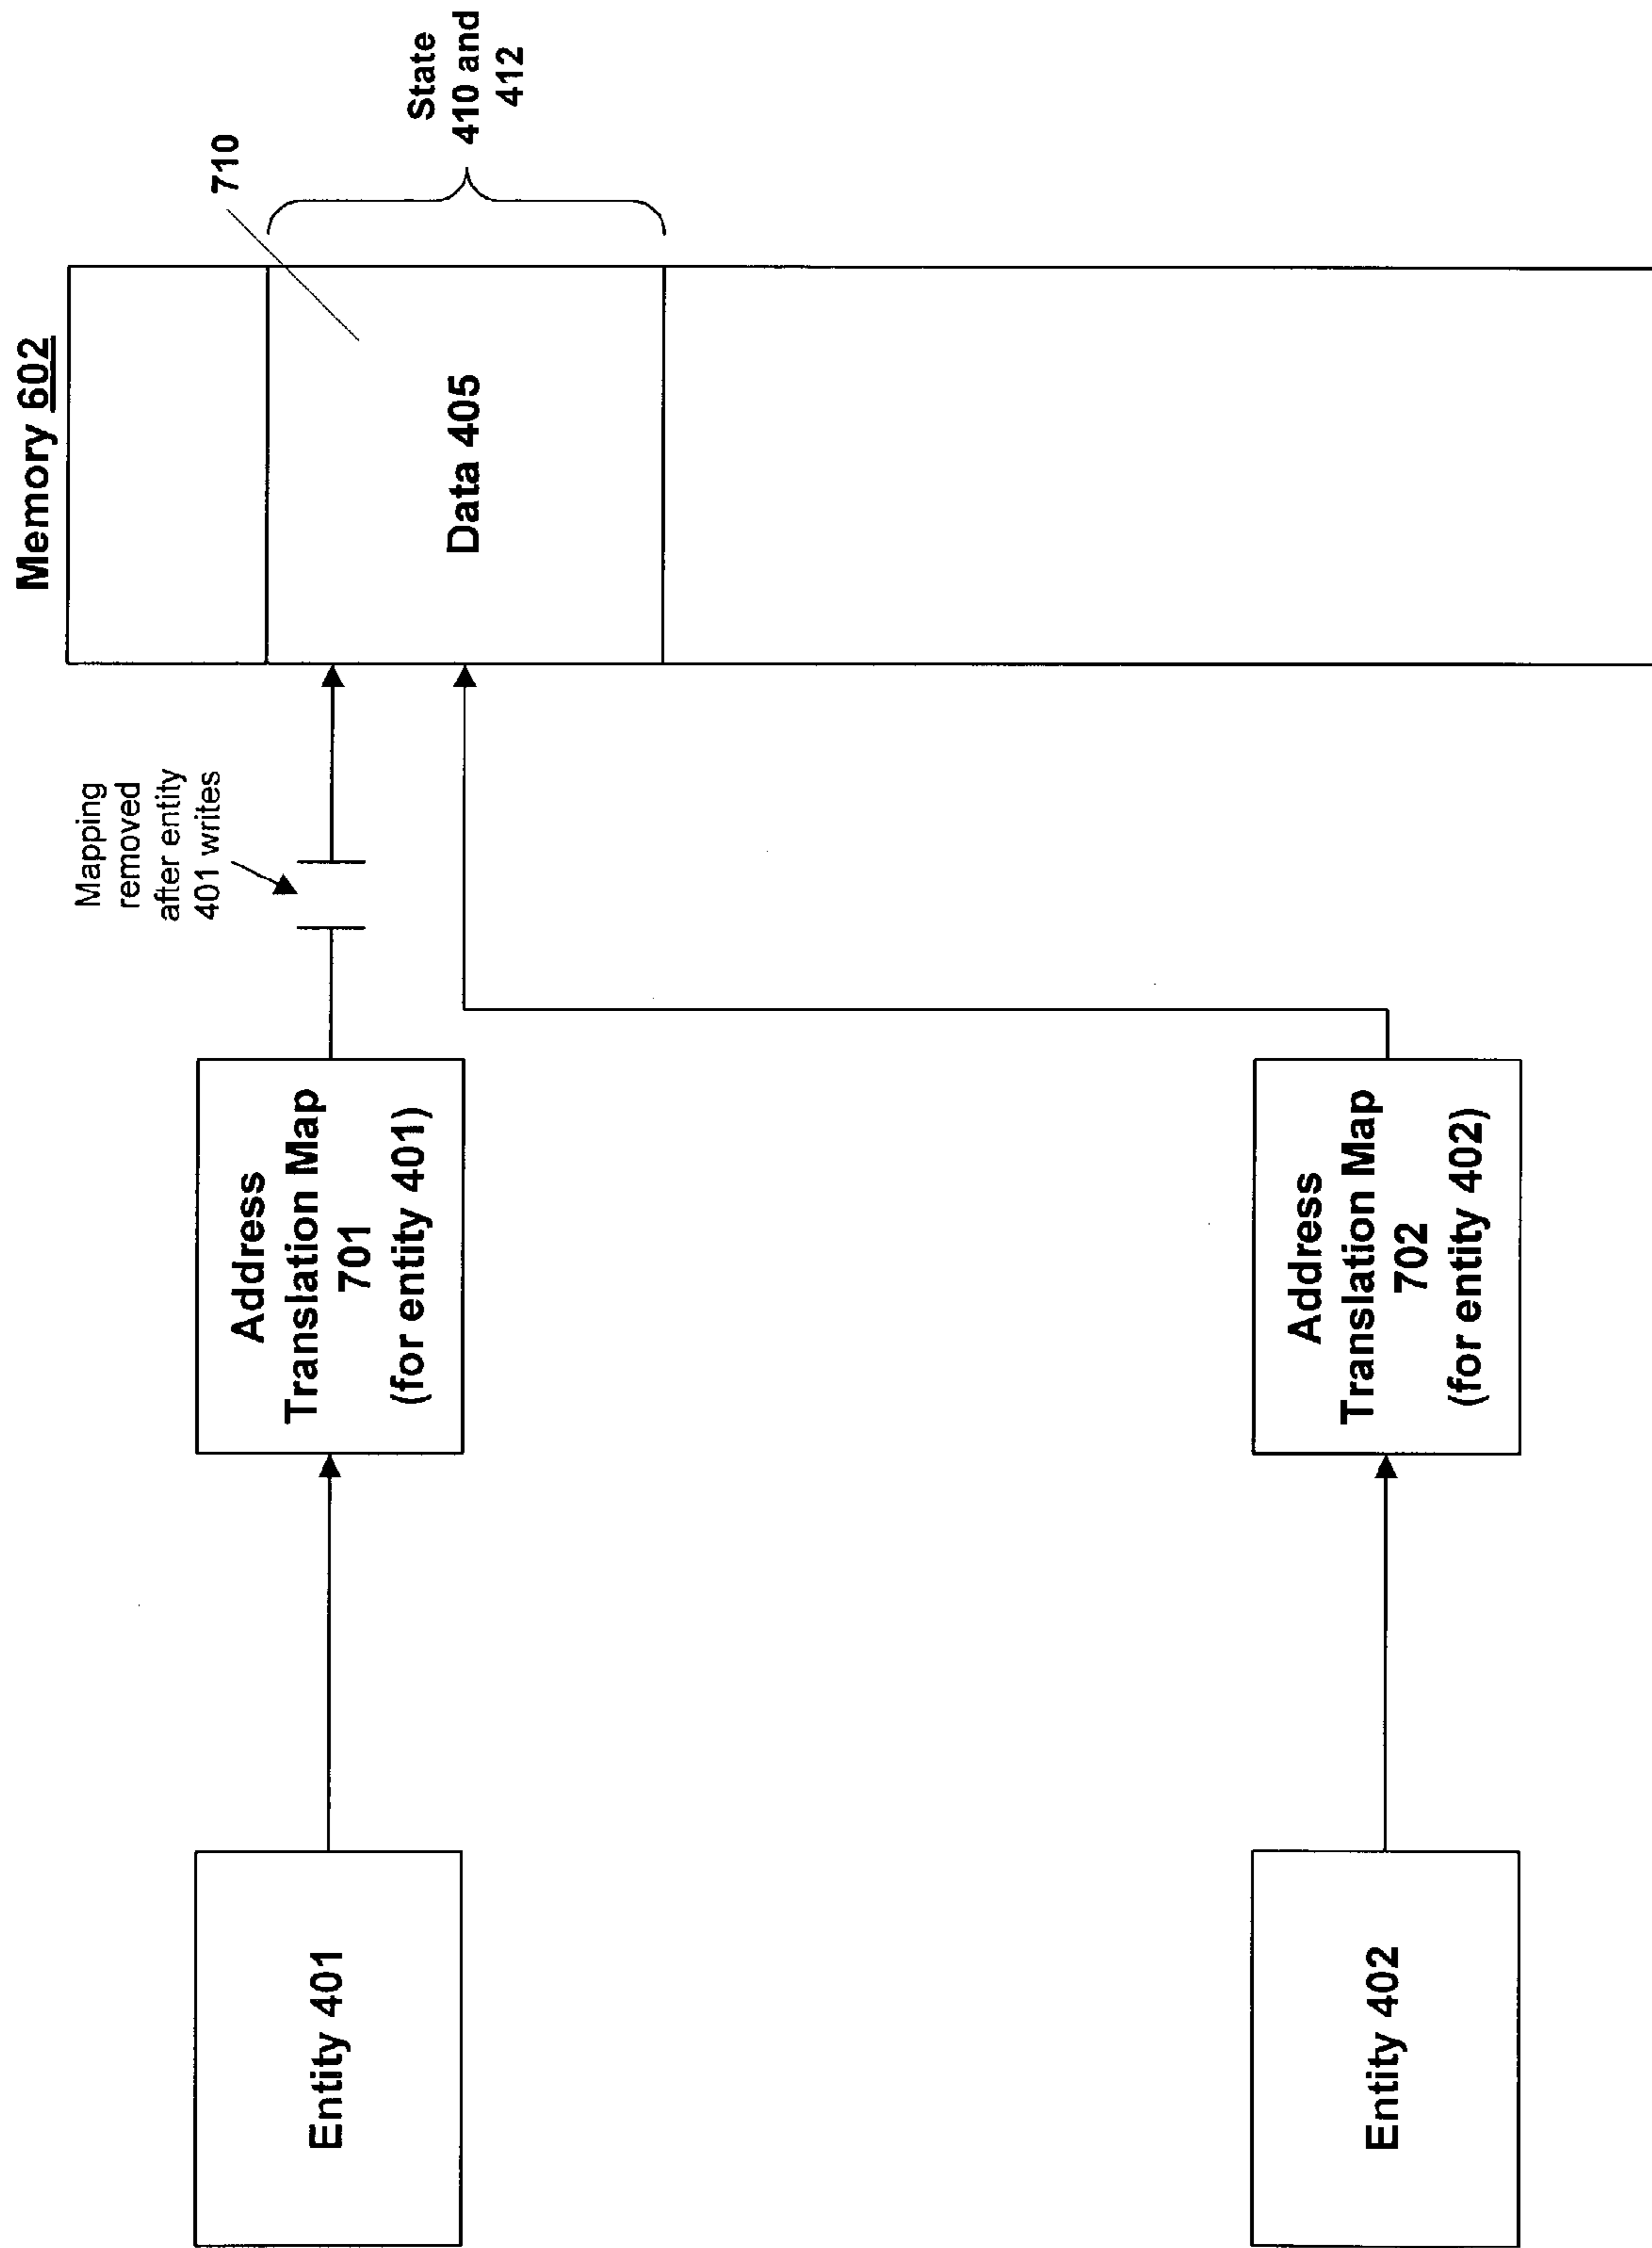 Memory 602
710
State
410 and
412
Data 405
Mapping
removed
after entity
401 writes
Address
Translation Map
701
(for entity 401)
Entity 401
Address
Translation Map
702
(for entity 402)
Entity 402